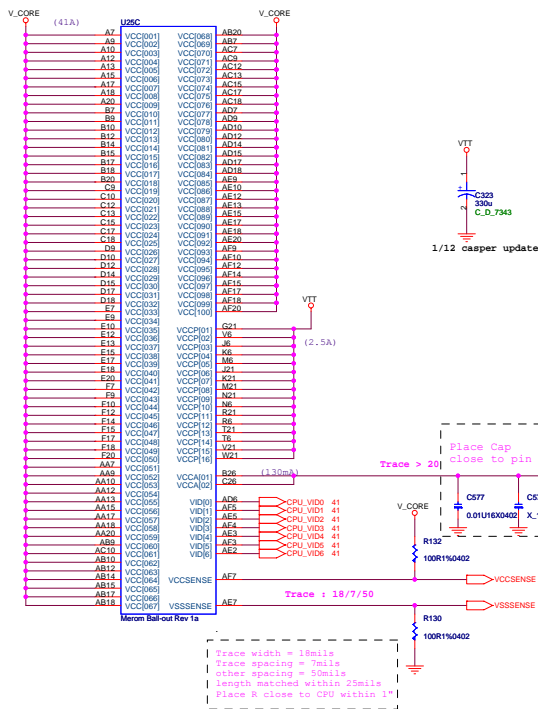 V_CORE
(41A)
U25C
V_CORE
A7 VCC[001] VCC[068] AB20
A9 VCC[002] VCC[069] AB7
A10 VCC[003] VCC[070] AC7
A12 VCC[004] VCC[071] AC9
A13 VCC[005] VCC[072] AC12
A15 VCC[006] VCC[073] AC13
A17 VCC[007] VCC[074] AC15
A18 VCC[008] VCC[075] AC17
A20 VCC[009] VCC[076] AC18
B7 VCC[010] VCC[077] AD7
B9 VCC[011] VCC[078] AD9
B10 VCC[012] VCC[079] AD10
B12 VCC[013] VCC[080] AD12
B14 VCC[014] VCC[081] AD14
B15 VCC[015] VCC[082] AD15
B17 VCC[016] VCC[083] AD17
B18 VCC[017] VCC[084] AD18
B20 VCC[018] VCC[085] AE9
C9 VCC[019] VCC[086] AE10
C10 VCC[020] VCC[087] AE12
C12 VCC[021] VCC[088] AE13
C13 VCC[022] VCC[089] AE15
C15 VCC[023] VCC[090] AE17
C17 VCC[024] VCC[091] AE18
C18 VCC[025] VCC[092] AE20
D9 VCC[026] VCC[093] AF9
D10 VCC[027] VCC[094] AF10
D12 VCC[028] VCC[095] AF12
D14 VCC[029] VCC[096] AF14
D15 VCC[030] VCC[097] AF15
D17 VCC[031] VCC[098] AF17
D18 VCC[032] VCC[099] AF18
E7 VCC[033] VCC[100] AF20
E9 VCC[034]
E10 VCC[035] VCCP[01] G21
E12 VCC[036] VCCP[02] V6
E13 VCC[037] VCCP[03] J6
E15 VCC[038] VCCP[04] K6
E17 VCC[039] VCCP[05] M6
E18 VCC[040] VCCP[06] J21
E20 VCC[041] VCCP[07] K21
F7 VCC[042] VCCP[08] M21
F9 VCC[043] VCCP[09] N21
F10 VCC[044] VCCP[10] N6
F12 VCC[045] VCCP[11] R21
F14 VCC[046] VCCP[12] R6
F15 VCC[047] VCCP[13] T21
F17 VCC[048] VCCP[14] T6
F18 VCC[049] VCCP[15] V21
F20 VCC[050] VCCP[16] W21
AA7 VCC[051]
AA9 VCC[052] VCCA[01] B26
AA10 VCC[053] VCCA[02] C26
AA12 VCC[054]
AA13 VCC[055] VID[0] AD6 CPU_VID0 41
AA15 VCC[056] VID[1] AF5 CPU_VID1 41
AA17 VCC[057] VID[2] AE5 CPU_VID2 41
AA18 VCC[058] VID[3] AF4 CPU_VID3 41
AA20 VCC[059] VID[4] AE3 CPU_VID4 41
AB9 VCC[060] VID[5] AF3 CPU_VID5 41
AC10 VCC[061] VID[6] AE2 CPU_VID6 41
AB10 VCC[062]
AB12 VCC[063]
AB14 VCC[064] VCCSENSE AF7
AB15 VCC[065]
AB17 VCC[066]
AB18 VCC[067] VSSSENSE AE7
Merom Ball-out Rev 1a
VTT
(2.5A)
(130mA)
Trace > 20
VTT
1
+
C323
330u
C_D_7343
2
1/12 casper update
Place Cap
close to pin
C577
0.01U16X0402
V_CORE
R132
100R1%0402
VCCSENSE
Trace : 18/7/50
VSSSENSE
R130
100R1%0402
Trace width = 18mils
Trace spacing = 7mils
other spacing = 50mils
length matched within 25mils
Place R close to CPU within 1"